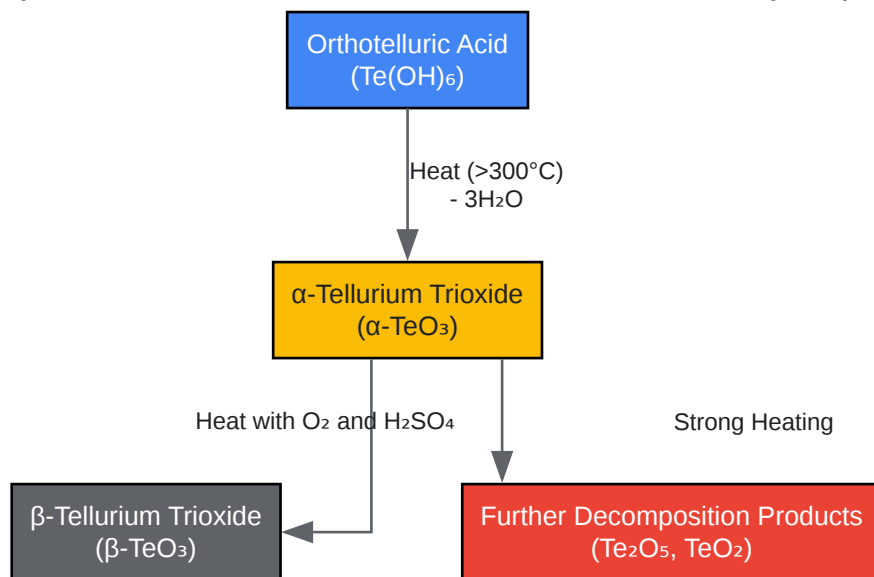 Orthotelluric Acid
(Te(OH)₆)
Heat (>300°C)
- 3H₂O
α-Tellurium Trioxide
(α-TeO₃)
Heat with O₂ and H₂SO₄
Strong Heating
β-Tellurium Trioxide
(β-TeO₃)
Further Decomposition Products
(Te₂O₅, TeO₂)